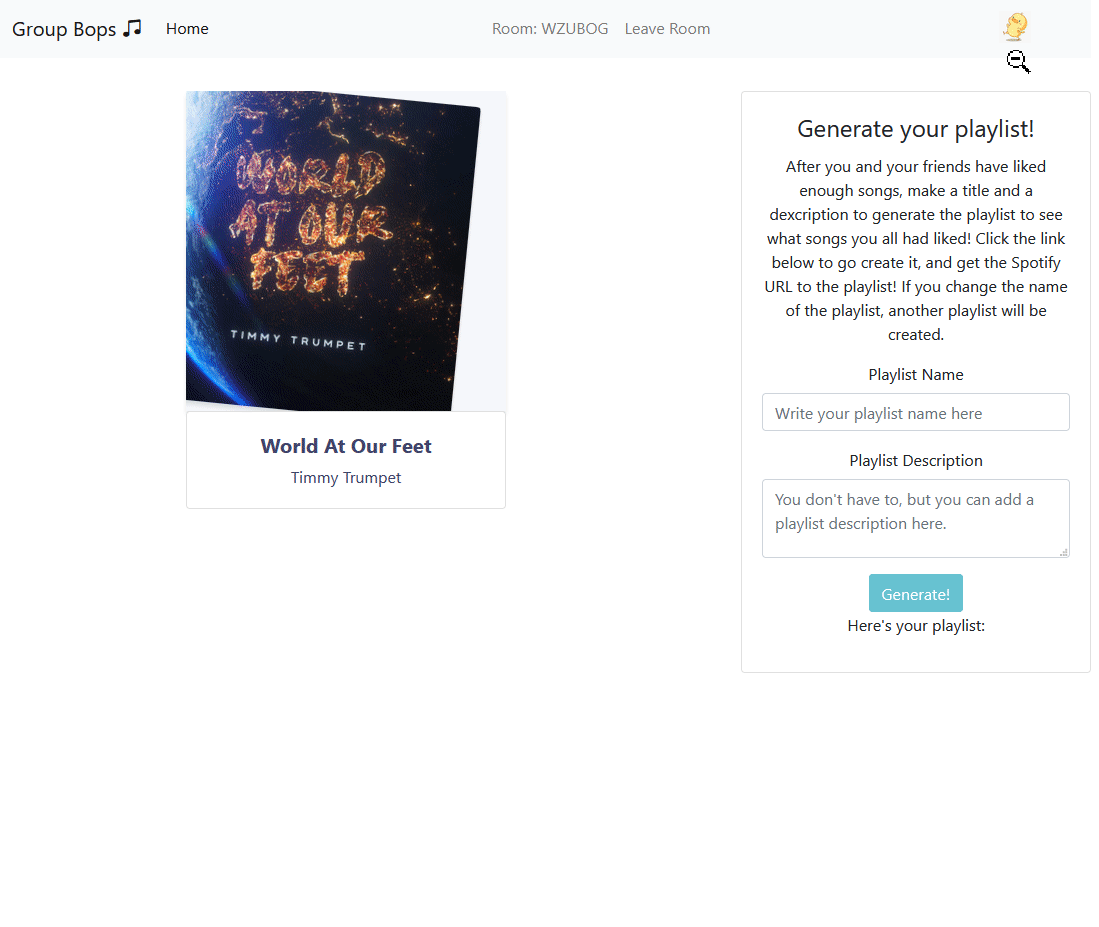 Group Bops 🎵 Home Room: WZUBOG Leave Room
WORLD
AT OUR
FEET
TIMMY TRUMPET
World At Our Feet
Timmy Trumpet
Generate your playlist!
After you and your friends have liked
enough songs, make a title and a
dexcription to generate the playlist to see
what songs you all had liked! Click the link
below to go create it, and get the Spotify
URL to the playlist! If you change the name
of the playlist, another playlist will be
created.
Playlist Name
Write your playlist name here
Playlist Description
You don't have to, but you can add a
playlist description here.
Generate!
Here's your playlist: